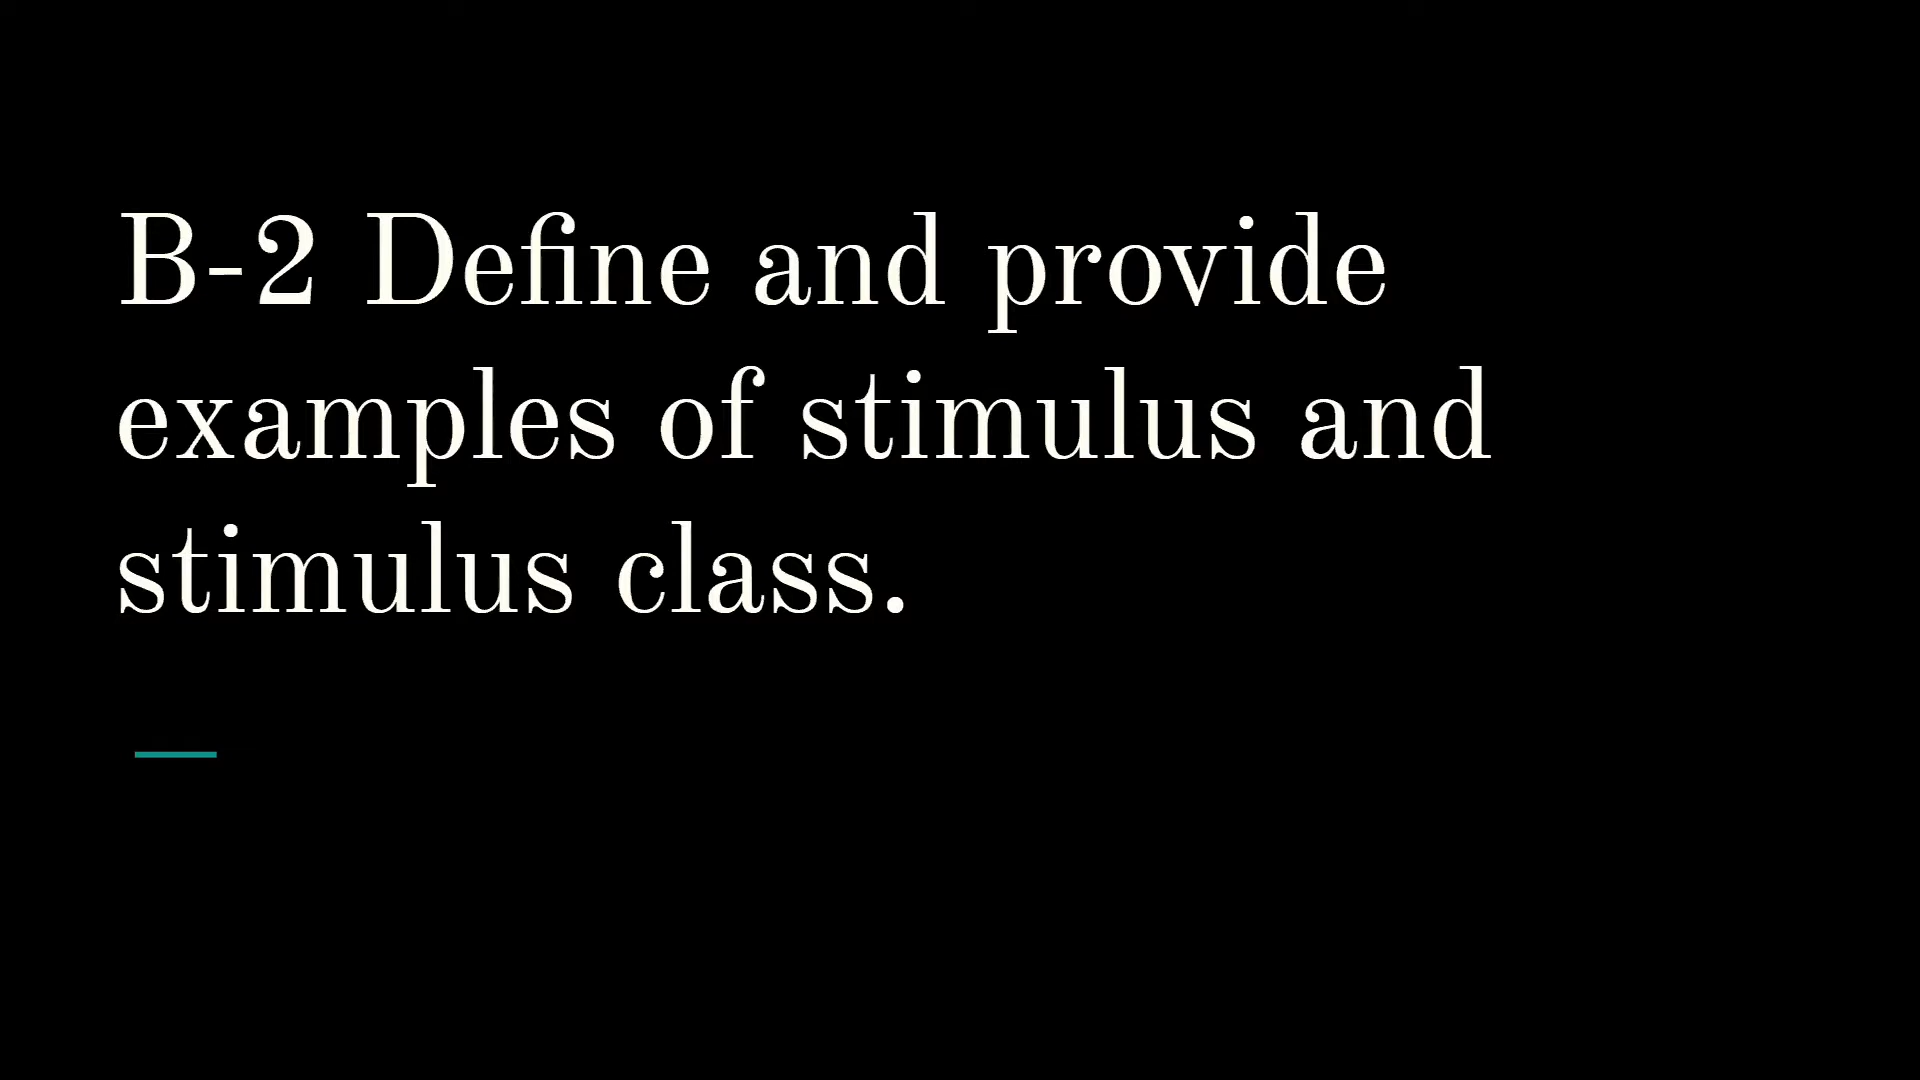 B-2 Define and provide
examples of stimulus and
stimulus class.